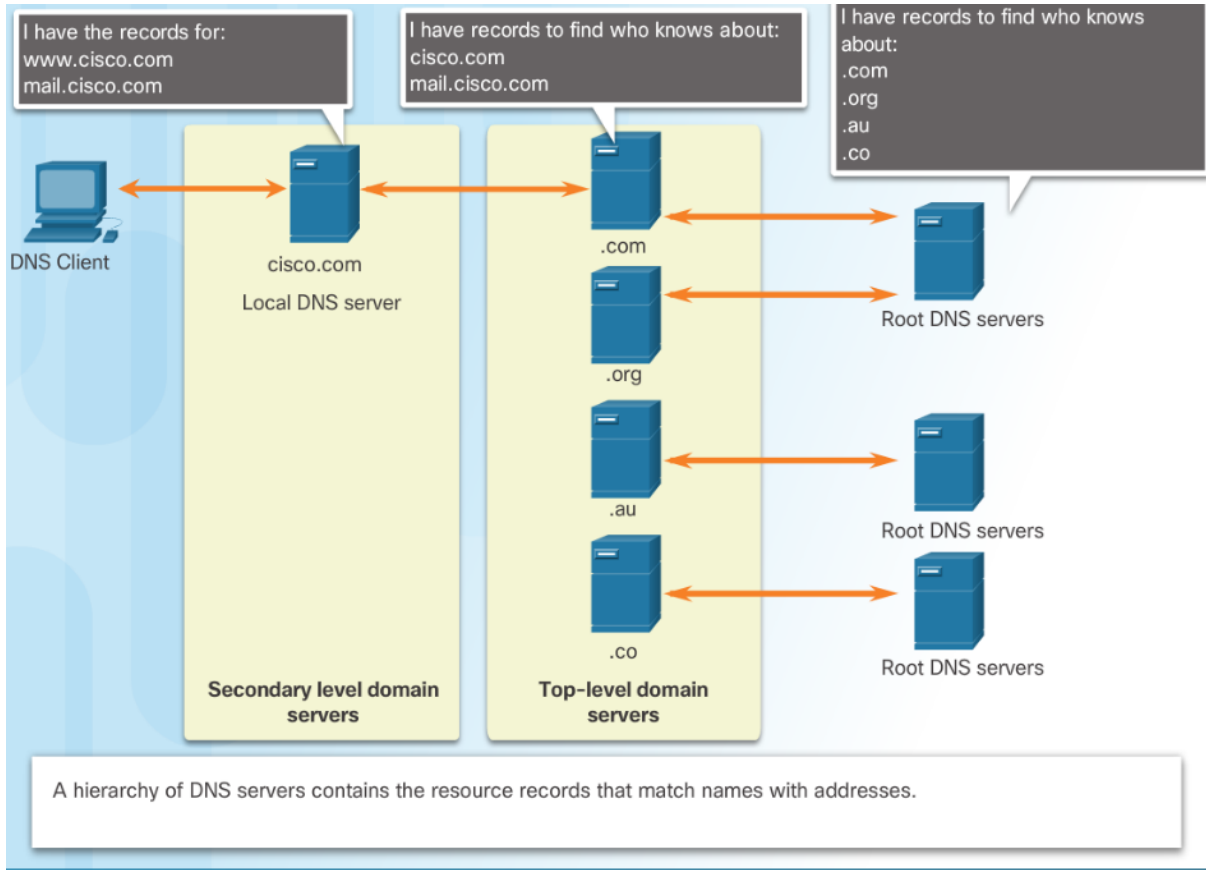 I have the records for:
www.cisco.com
mail.cisco.com
I have records to find who knows about:
cisco.com
mail.cisco.com
I have records to find who knows
about:
.com
.org
.au
.co
DNS Client
cisco.com
Local DNS server
.com
.org
.au
.co
Root DNS servers
Root DNS servers
Root DNS servers
Secondary level domain
servers
Top-level domain
servers
A hierarchy of DNS servers contains the resource records that match names with addresses.